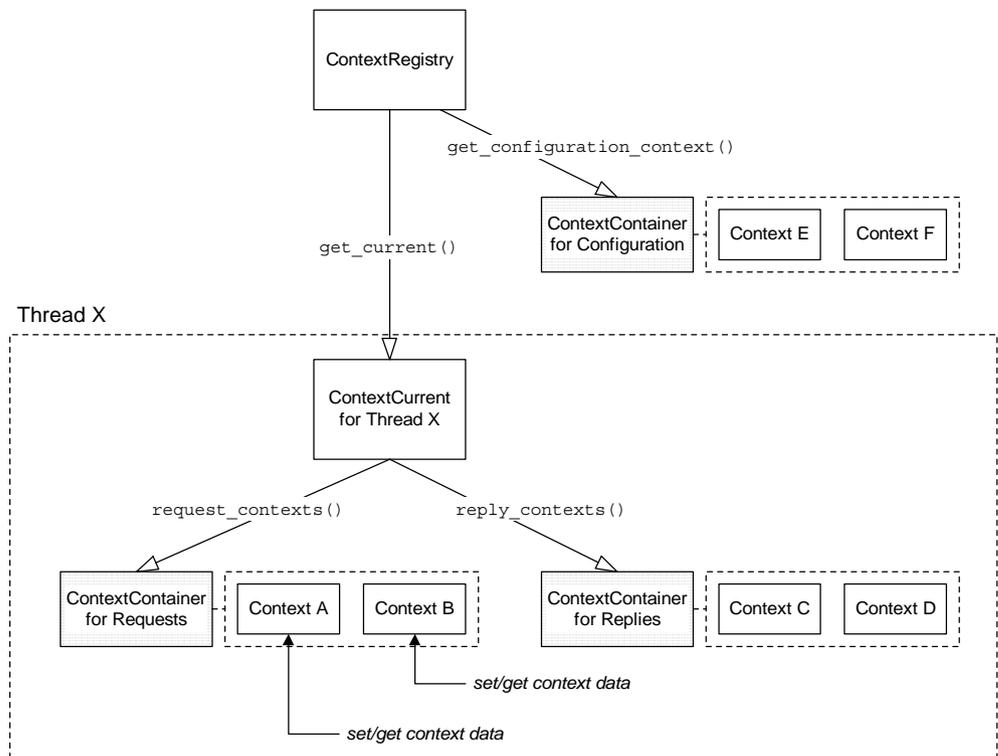 ContextRegistry
get_configuration_context()
ContextContainer
for Configuration
Context E
Context F
get_current()
Thread X
ContextCurrent
for Thread X
request_contexts()
reply_contexts()
ContextContainer
for Requests
Context A
Context B
ContextContainer
for Replies
Context C
Context D
set/get context data
set/get context data